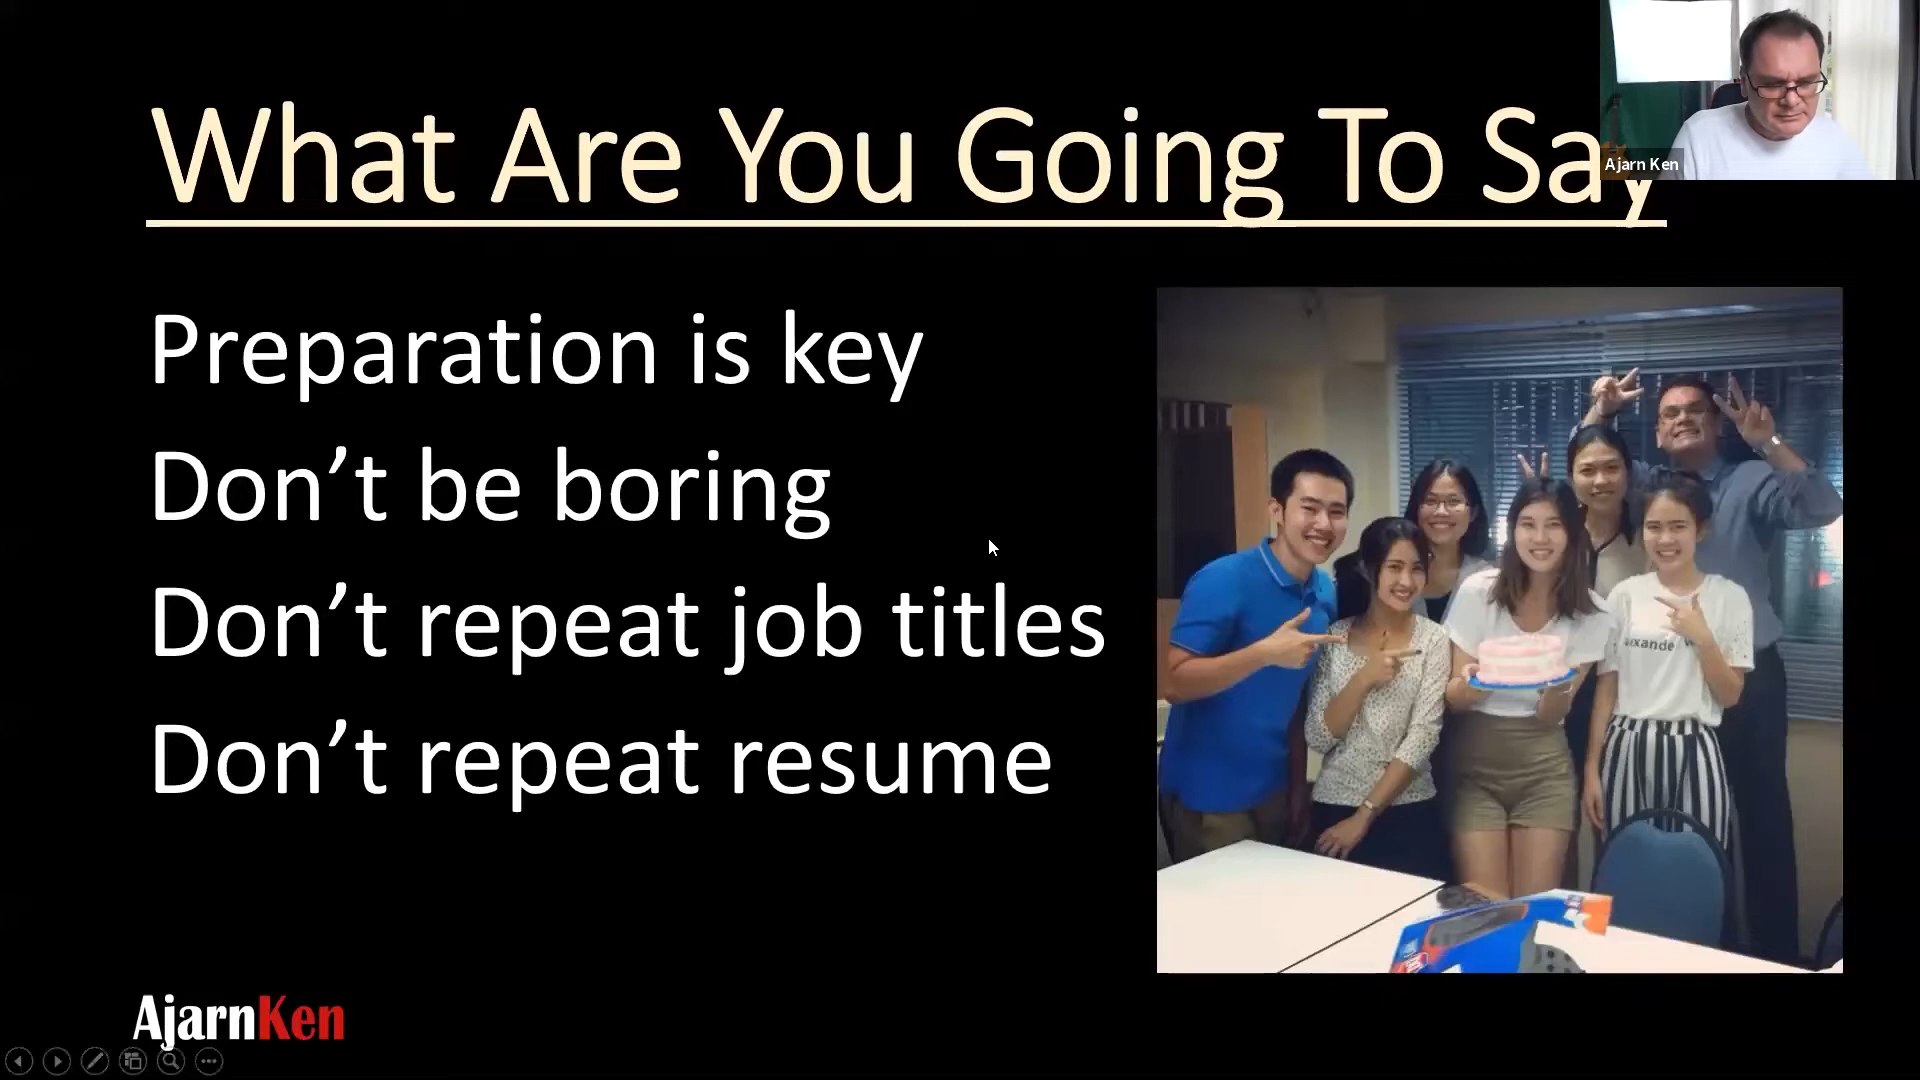 What Are You Going To Say
Ajarn Ken
Preparation is key
Don’t be boring
Don’t repeat job titles
Don’t repeat resume
AjarnKen